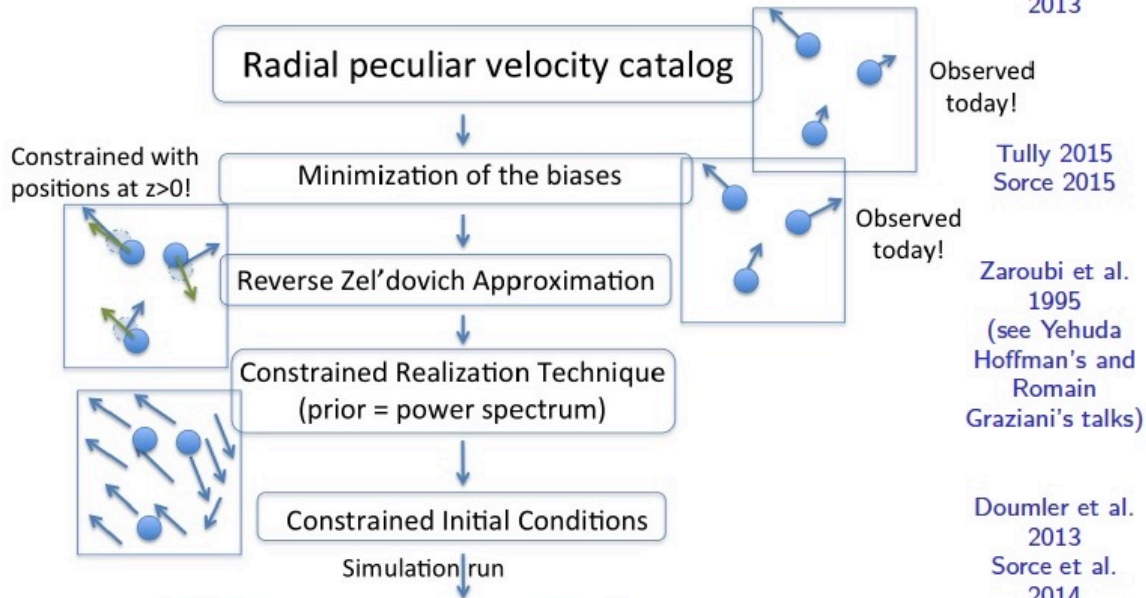 2013
Radial peculiar velocity catalog
Observed
today!
Constrained with
positions at z>0!
Minimization of the biases
Tully 2015
Sorce 2015
Observed
today!
Reverse Zel’dovich Approximation
Zaroubi et al.
1995
(see Yehuda
Hoffman's and
Romain
Graziani's talks)
Constrained Realization Technique
(prior = power spectrum)
Constrained Initial Conditions
Doumler et al.
2013
Sorce et al.
2014
Simulation run